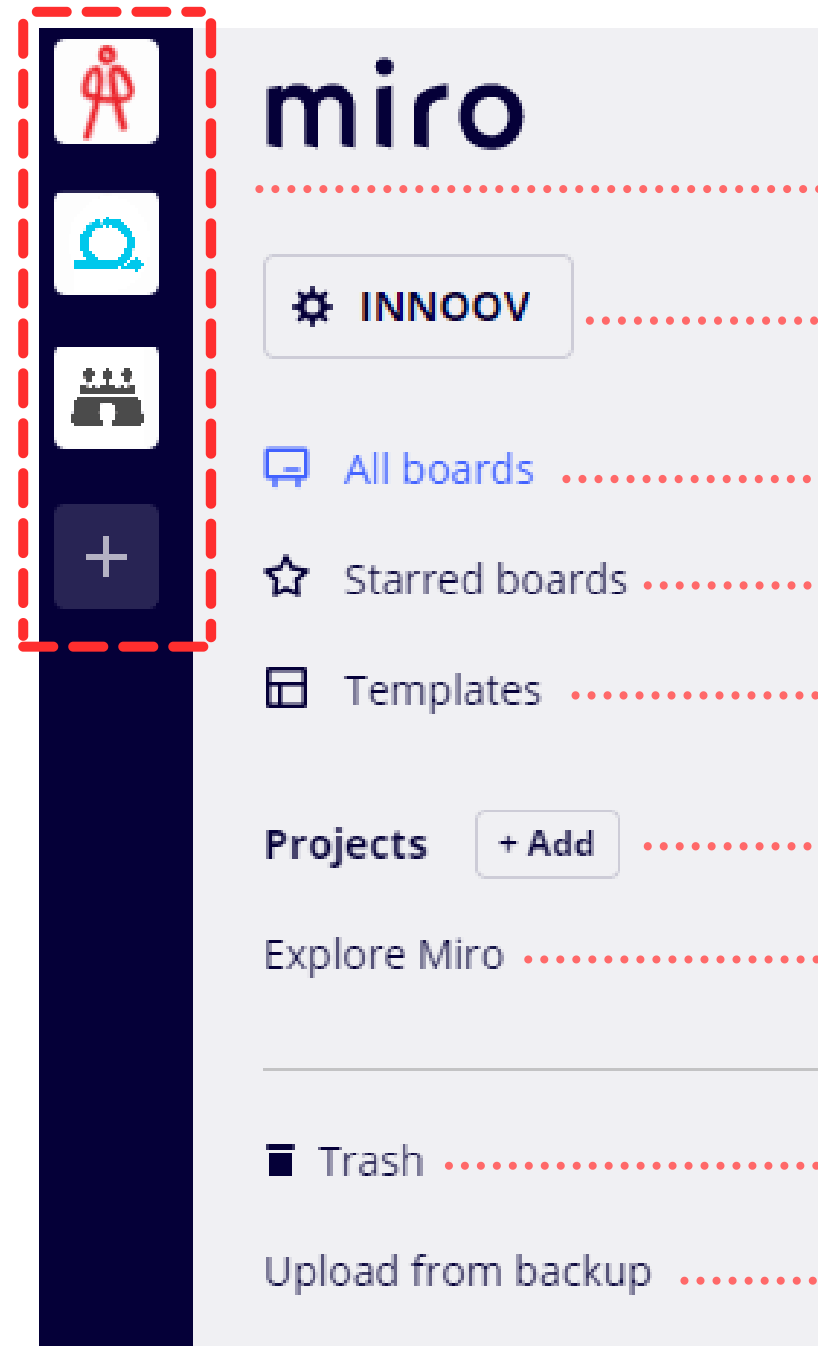 miro
INNOOV
All boards
Starred boards
Templates
Projects + Add
Explore Miro
Trash
Upload from backup